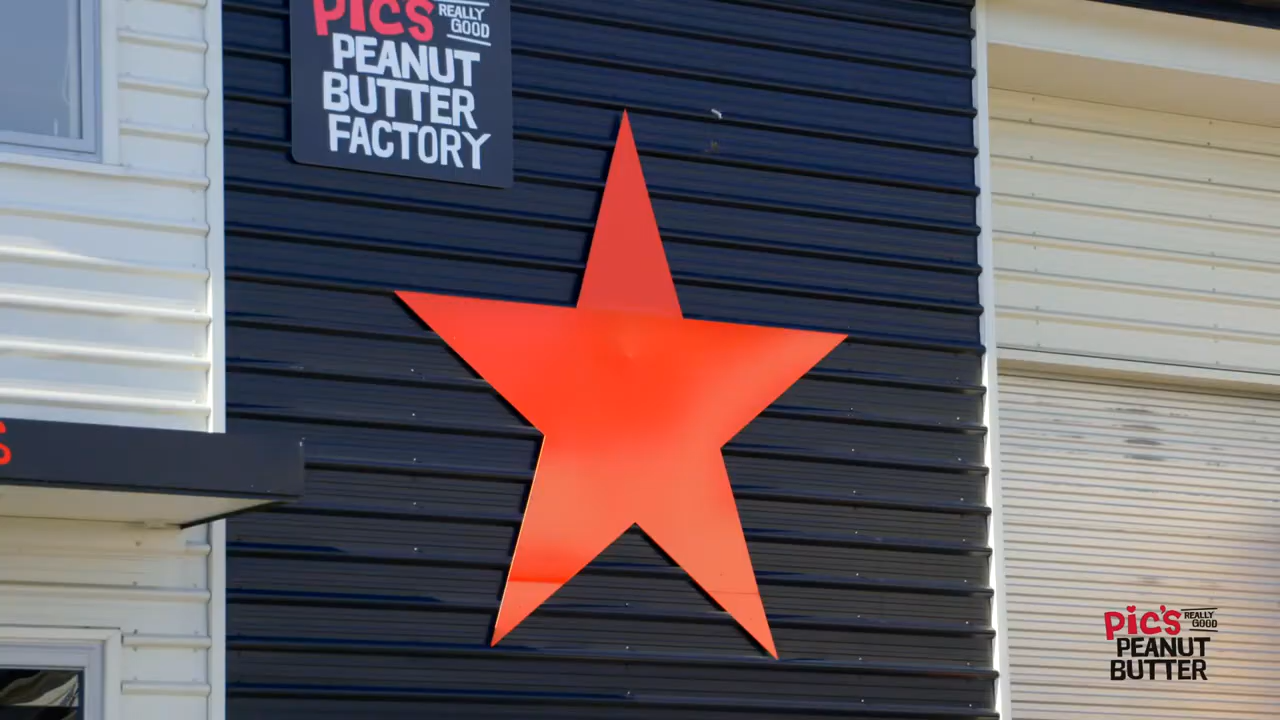 Pic's REALLY GOOD
PEANUT
BUTTER
FACTORY
S
Pic's REALLY GOOD
PEANUT
BUTTER